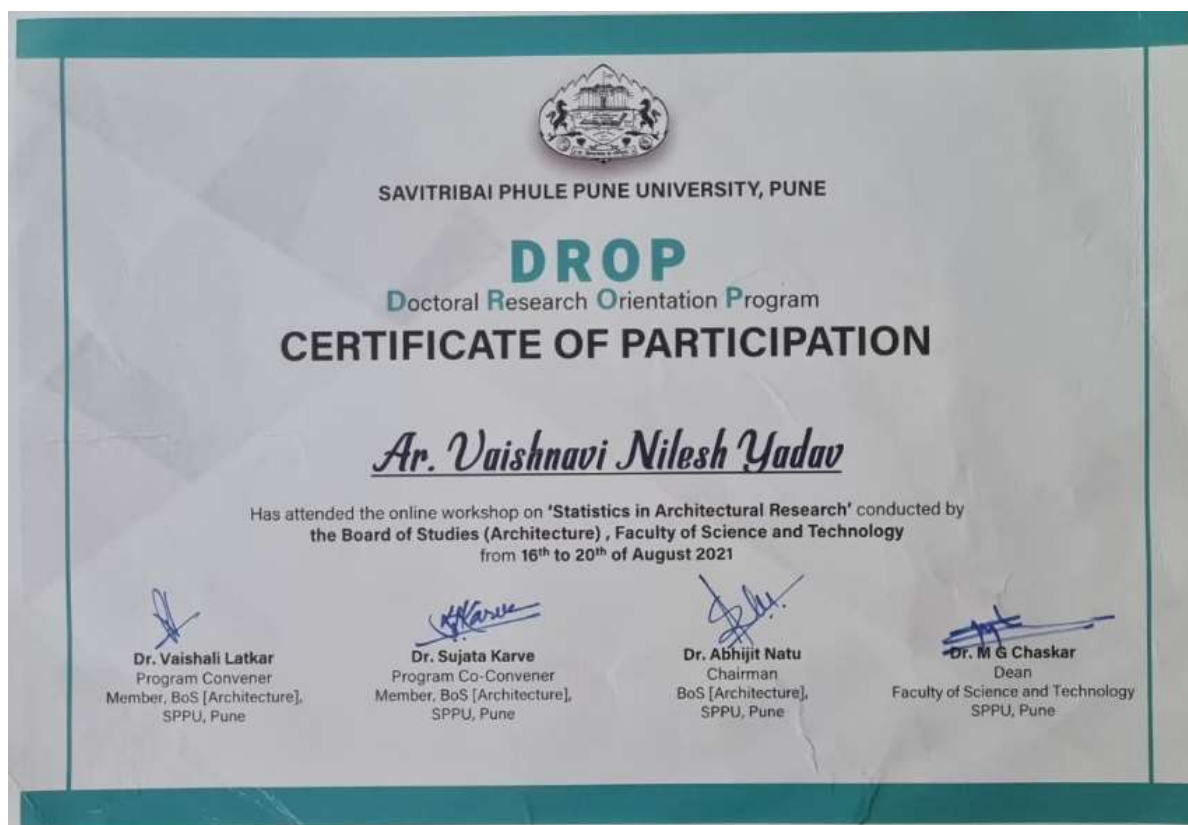 SAVITRIBAI PHULE PUNE UNIVERSITY, PUNE
DROP
Doctoral Research Orientation Program
CERTIFICATE OF PARTICIPATION
Ar. Vaishnavi Nilesh Yadav
Has attended the online workshop on 'Statistics in Architectural Research' conducted by
the Board of Studies (Architecture) , Faculty of Science and Technology
from 16th to 20th of August 2021
Karve
Dr. Vaishali Latkar
Program Convener
Member, BoS [Architecture],
SPPU, Pune
Dr. Sujata Karve
Program Co-Convener
Member, BoS [Architecture],
SPPU, Pune
Dr. Abhijit Natu
Chairman
BoS [Architecture],
SPPU, Pune
Dr. M G Chaskar
Dean
Faculty of Science and Technology
SPPU, Pune